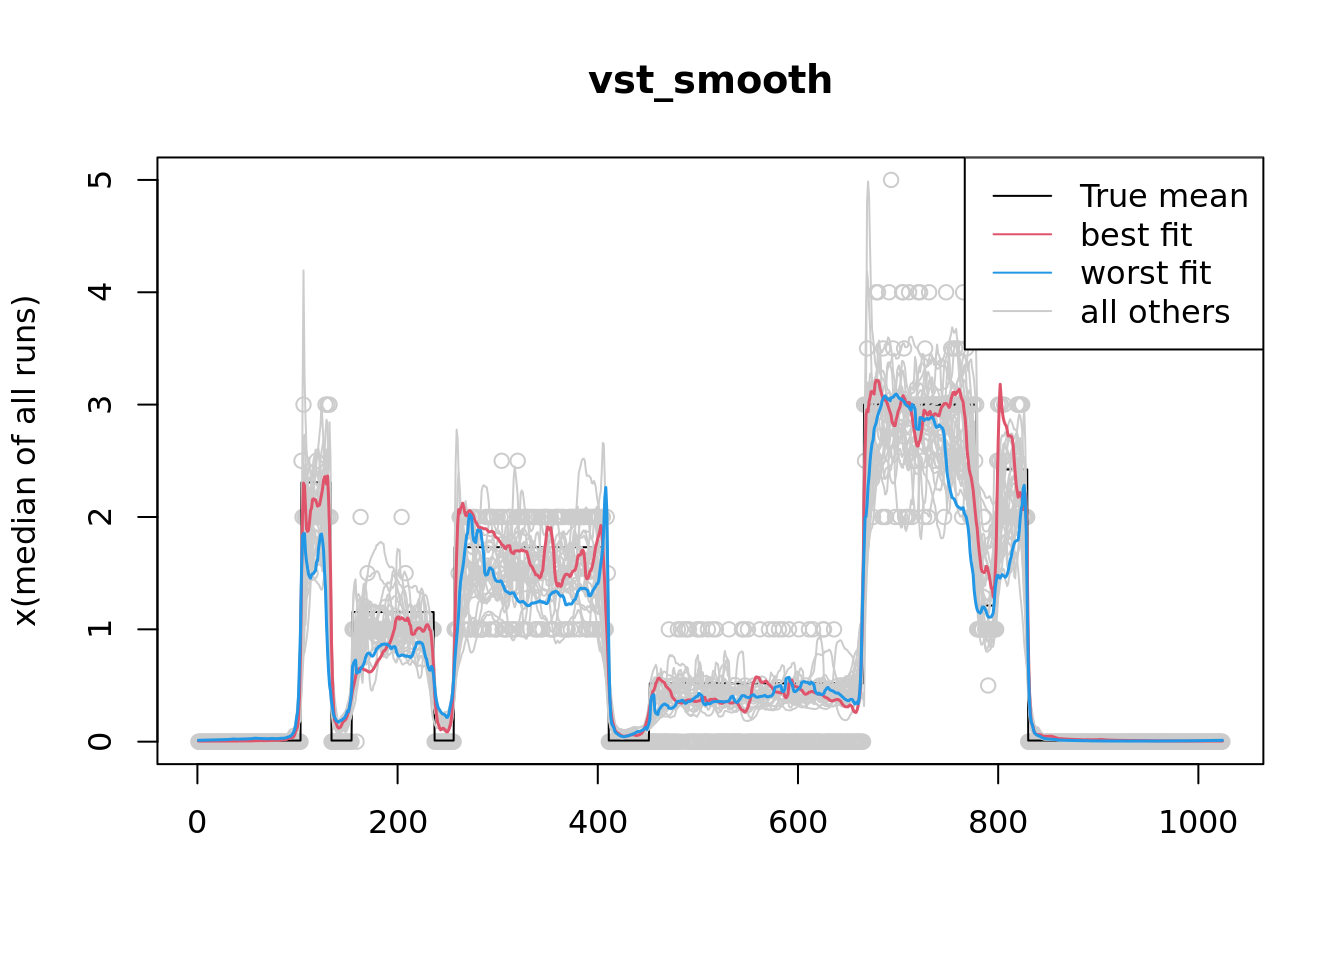 vst_smooth
x(median of all runs)
5
4
3
2
1
0
0
200
400
600
800
1000
True mean
best fit
worst fit
all others